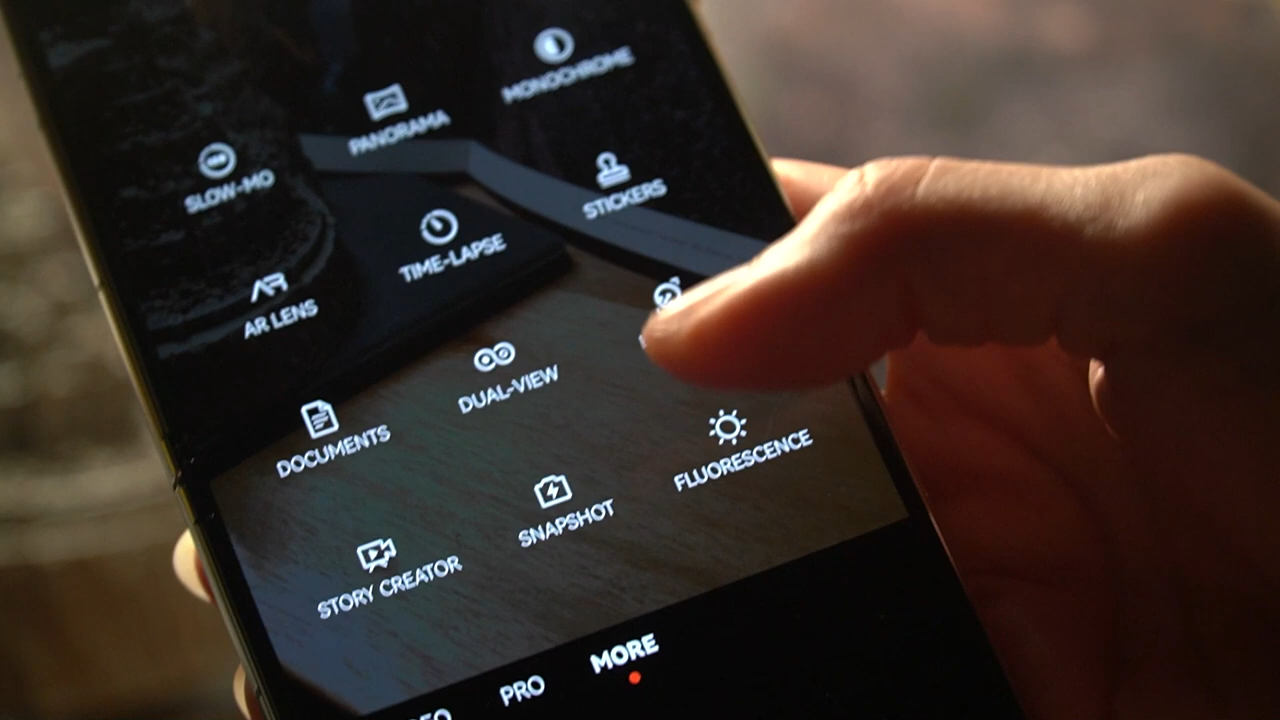 MONOCHROME
PANORAMA
SLOW-MO
STICKERS
TIME-LAPSE
AR LENS
DUAL-VIEW
DOCUMENTS
FLUORESCENCE
SNAPSHOT
STORY CREATOR
MORE
PRO